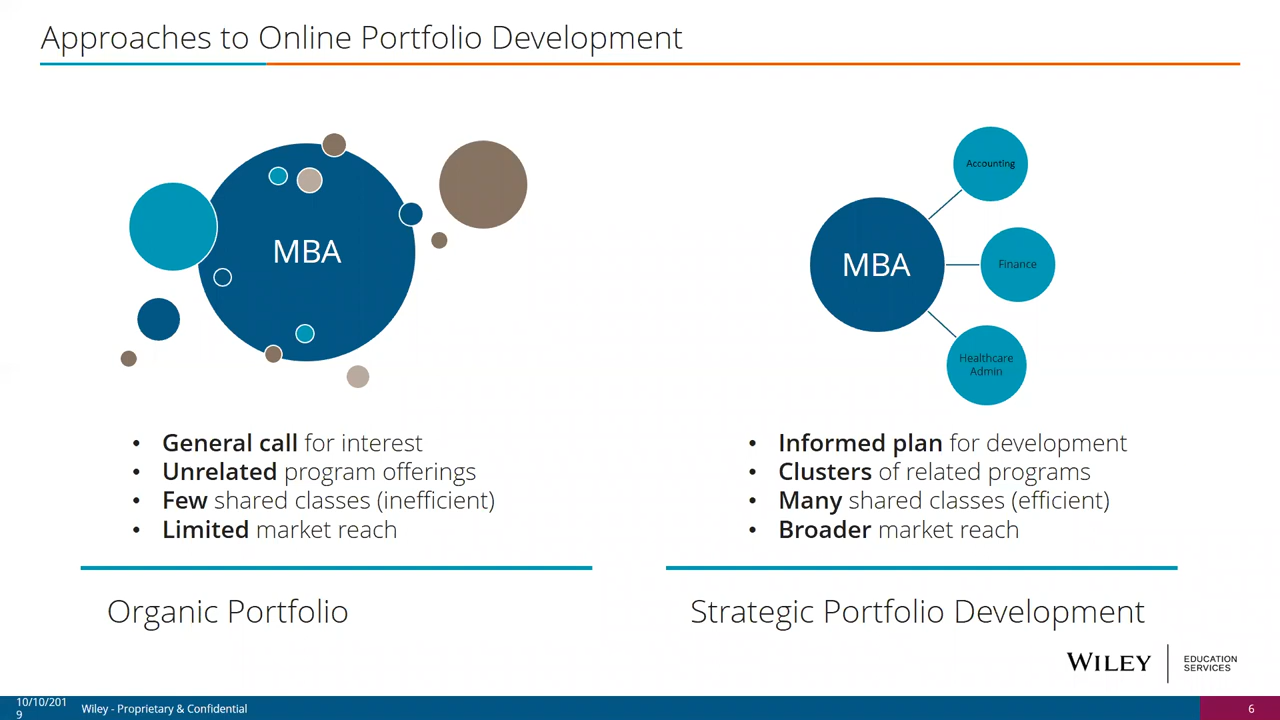 Approaches to Online Portfolio Development
MBA
• General call for interest
• Unrelated program offerings
• Few shared classes (inefficient)
• Limited market reach
Organic Portfolio
MBA
Accounting
Finance
Healthcare
Admin
• Informed plan for development
• Clusters of related programs
• Many shared classes (efficient)
• Broader market reach
Strategic Portfolio Development
WILEY
EDUCATION
SERVICES
10/10/201
9
Wiley - Proprietary & Confidential
6